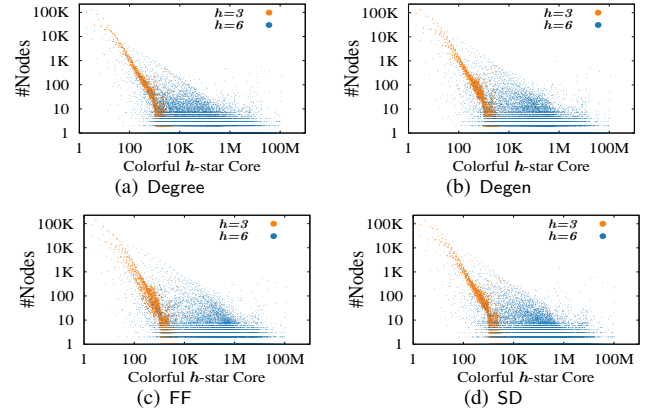 h=3
h=6
#Nodes
100K
10K
1K
100
10
1
1 100 10K 1M 100M
Colorful h-star Core
(a) Degree
h=3
h=6
#Nodes
100K
10K
1K
100
10
1
1 100 10K 1M 100M
Colorful h-star Core
(b) Degen
h=3
h=6
#Nodes
100K
10K
1K
100
10
1
1 100 10K 1M 100M
Colorful h-star Core
(c) FF
h=3
h=6
#Nodes
100K
10K
1K
100
10
1
1 100 10K 1M 100M
Colorful h-star Core
(d) SD